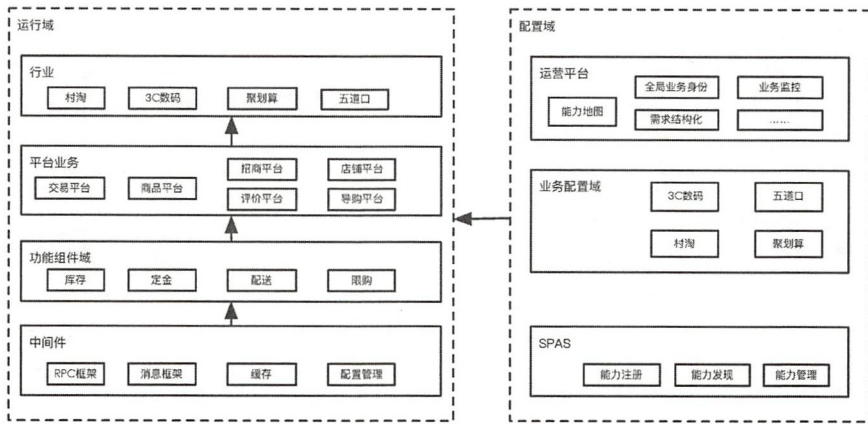 运行域
行业
村淘
3C数码
聚划算
五道口
平台业务
交易平台
商品平台
招商平台
店铺平台
评价平台
导购平台
功能组件域
库存
定金
配送
限购
中间件
RPC框架
消息框架
缓存
配置管理
配置域
运营平台
能力地图
全局业务身份
业务监控
需求结构化
……
业务配置域
3C数码
五道口
村淘
聚划算
SPAS
能力注册
能力发现
能力管理